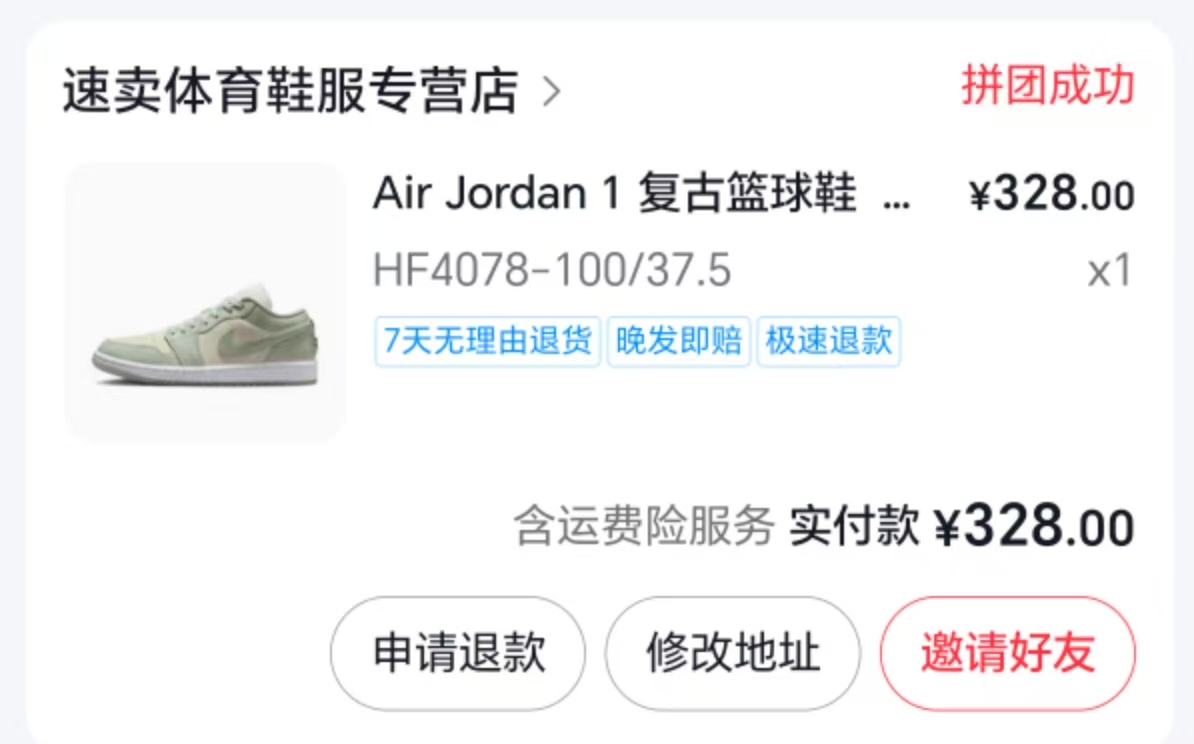 速卖体育鞋服专营店 >
拼团成功
Air Jordan 1 复古篮球鞋 ...
¥328.00
HF4078-100/37.5
x1
7天无理由退货 晚发即赔 极速退款
含运费险服务 实付款 ¥328.00
申请退款 修改地址 邀请好友